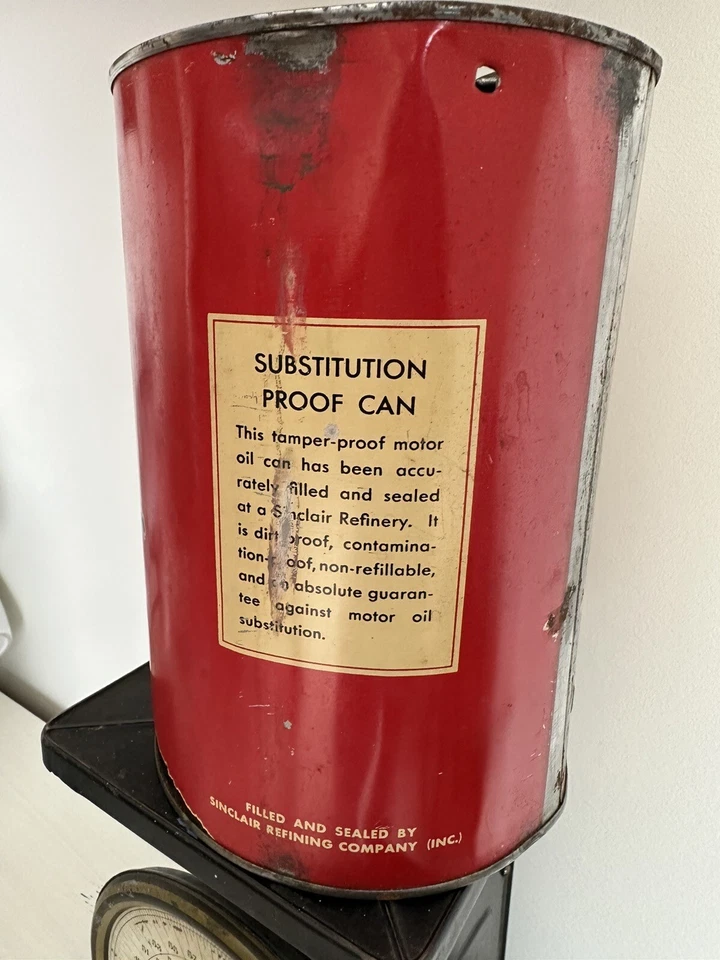 SUBSTITUTION
PROOF CAN
This tamper-proof motor
oil can has been accu-
rately filled and sealed
at a Sinclair Refinery. It
is dirt proof, contamina-
tion-proof, non-refillable,
and an absolute guaran-
tee against motor oil
substitution.
FILLED AND SEALED BY
SINCLAIR REFINING COMPANY (INC.)